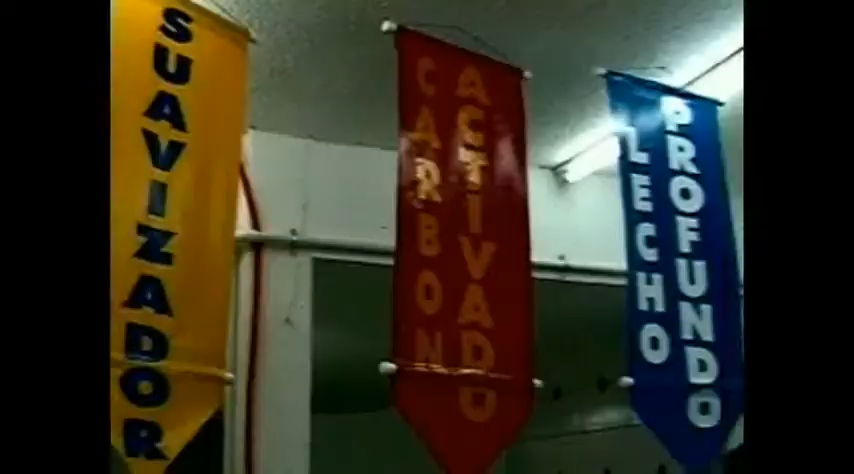 SUAVIZADOR
CARBON
ACTIVADO
LECHO
PROFUNDO